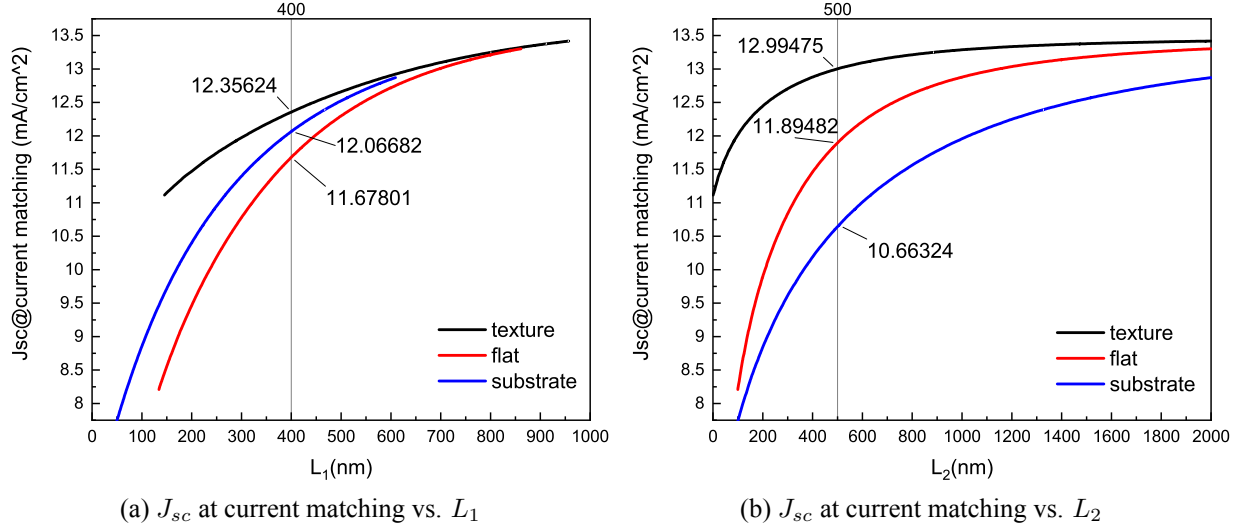 400
Jsc@current matching (mA/cm^2)
13.5
13
12.5
12
11.5
11
10.5
10
9.5
9
8.5
8
12.35624
12.06682
11.67801
texture
flat
substrate
0 100 200 300 400 500 600 700 800 900 1000
L1(nm)
(a) Jsc at current matching vs. L1
500
Jsc@current matching (mA/cm^2)
13.5
13
12.5
12
11.5
11
10.5
10
9.5
9
8.5
8
12.99475
11.89482
10.66324
texture
flat
substrate
0 200 400 600 800 1000 1200 1400 1600 1800 2000
L2(nm)
(b) Jsc at current matching vs. L2